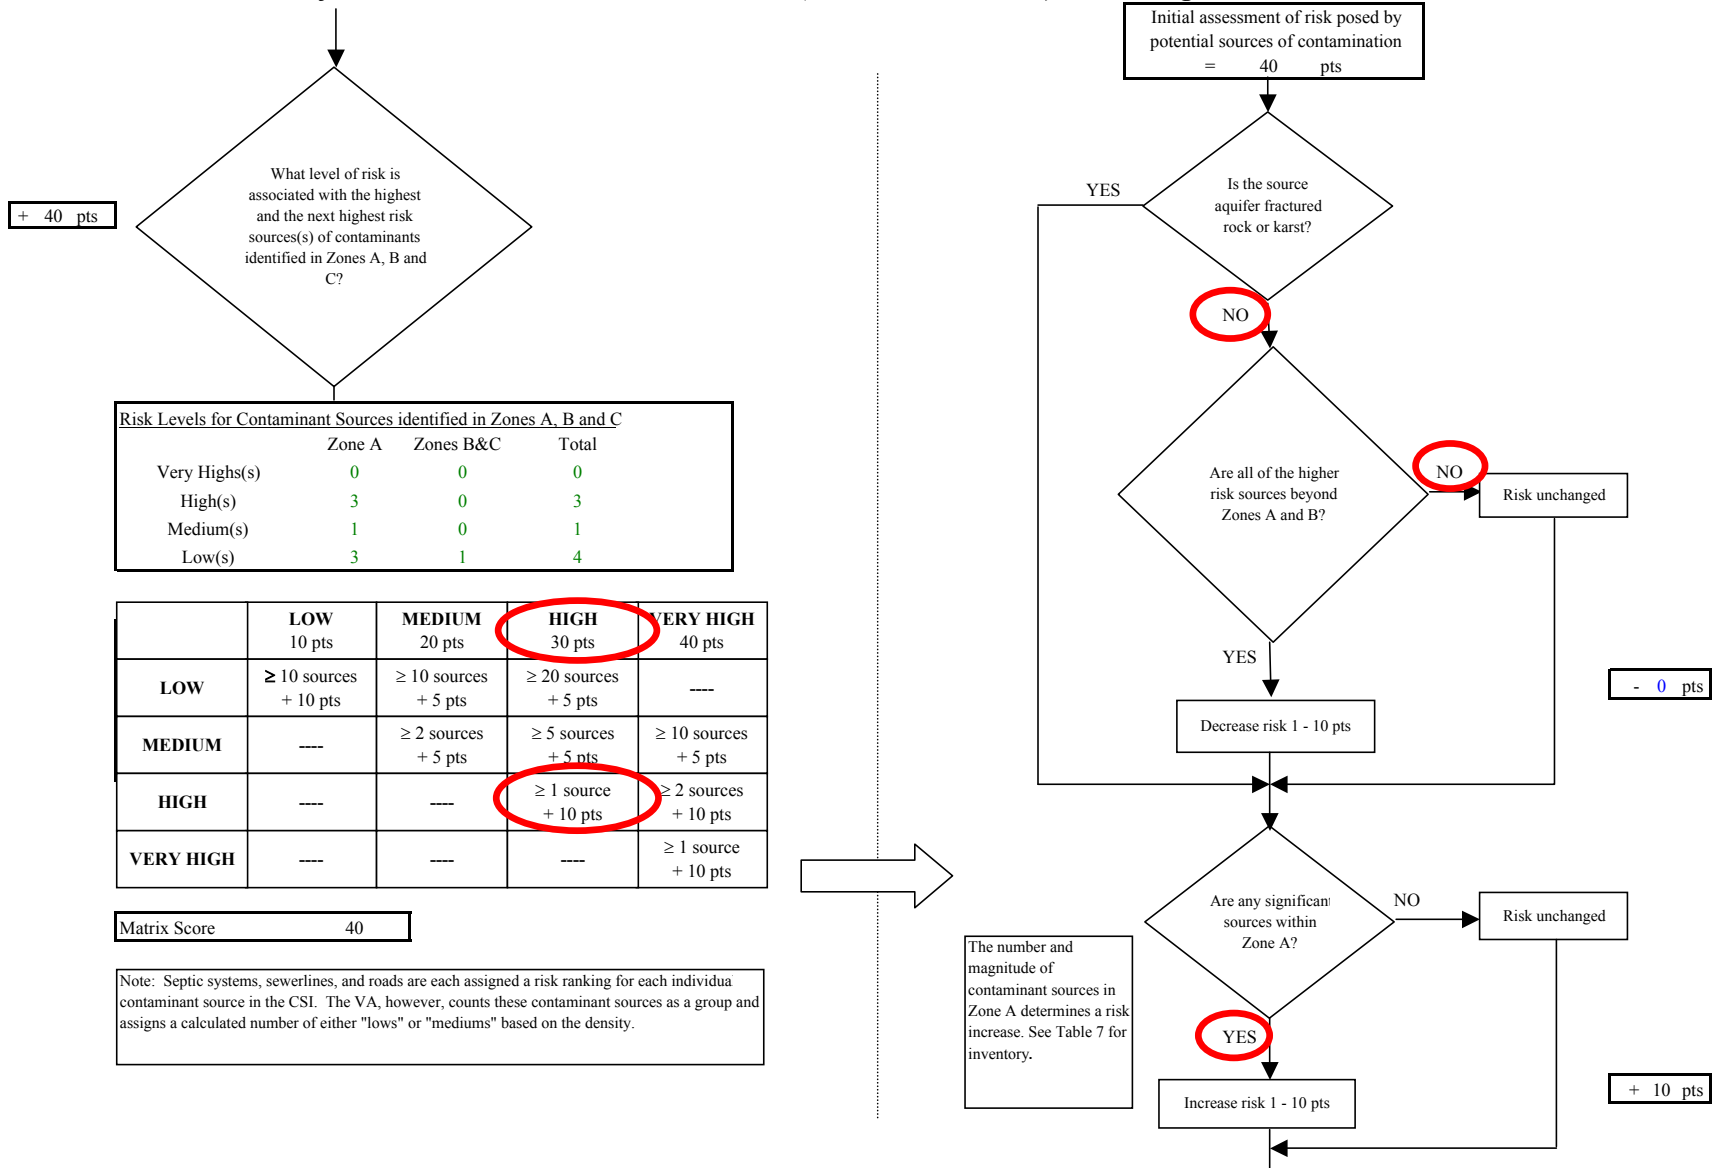 What level of risk is
associated with the highest
and the next highest risk
sources(s) of contaminants
identified in Zones A, B and
C?
+ 40 pts
Risk Levels for Contaminant Sources identified in Zones A, B and C
Zone A Zones B&C Total
Very Highs(s) 0 0 0
High(s) 3 0 3
Medium(s) 1 0 1
Low(s) 3 1 4
LOW MEDIUM HIGH VERY HIGH
10 pts 20 pts 30 pts 40 pts
LOW ≥ 10 sources + 10 pts ≥ 10 sources + 5 pts ≥ 20 sources + 5 pts ----
MEDIUM ---- ≥ 2 sources + 5 pts ≥ 5 sources + 5 pts ≥ 10 sources + 5 pts
HIGH ---- ---- ≥ 1 source + 10 pts ≥ 2 sources + 10 pts
VERY HIGH ---- ---- ---- ≥ 1 source + 10 pts
Matrix Score 40
Note: Septic systems, sewerlines, and roads are each assigned a risk ranking for each individua
contaminant source in the CSI. The VA, however, counts these contaminant sources as a group and
assigns a calculated number of either "lows" or "mediums" based on the density.
Initial assessment of risk posed by
potential sources of contamination
= 40 pts
Is the source
aquifer fractured
rock or karst?
YES
NO
Are all of the higher
risk sources beyond
Zones A and B?
NO
Risk unchanged
YES
Decrease risk 1 - 10 pts
- 0 pts
Are any significant
sources within
Zone A?
NO
Risk unchanged
The number and
magnitude of
contaminant sources in
Zone A determines a risk
increase. See Table 7 for
inventory.
YES
Increase risk 1 - 10 pts
+ 10 pts